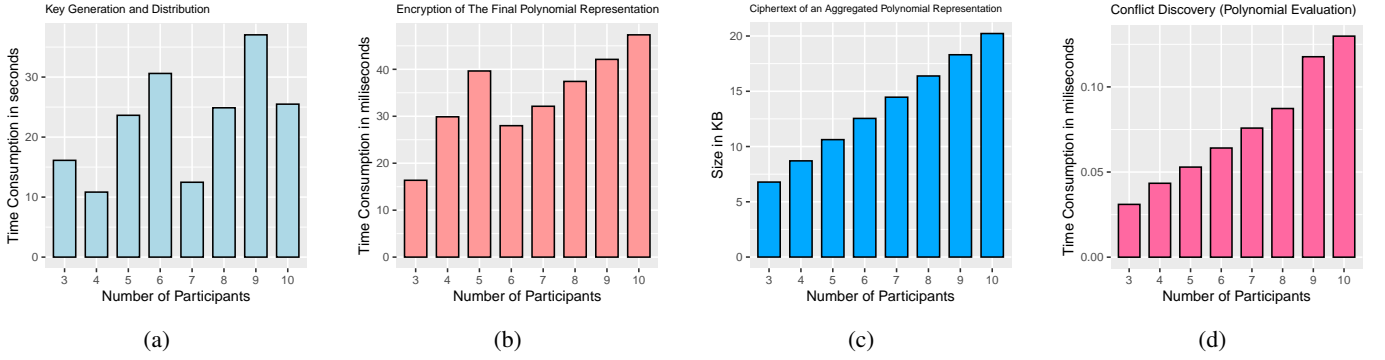 Key Generation and Distribution
Time Consumption in seconds
30
20
10
0
3 4 5 6 7 8 9 10
Number of Participants
(a)
Encryption of The Final Polynomial Representation
Time Consumption in miliseconds
40
30
20
10
0
3 4 5 6 7 8 9 10
Number of Participants
(b)
Ciphertext of an Aggregated Polynomial Representation
Size in KB
20
15
10
5
0
3 4 5 6 7 8 9 10
Number of Participants
(c)
Conflict Discovery (Polynomial Evaluation)
Time Consumption in miliseconds
0.10
0.05
0.00
3 4 5 6 7 8 9 10
Number of Participants
(d)